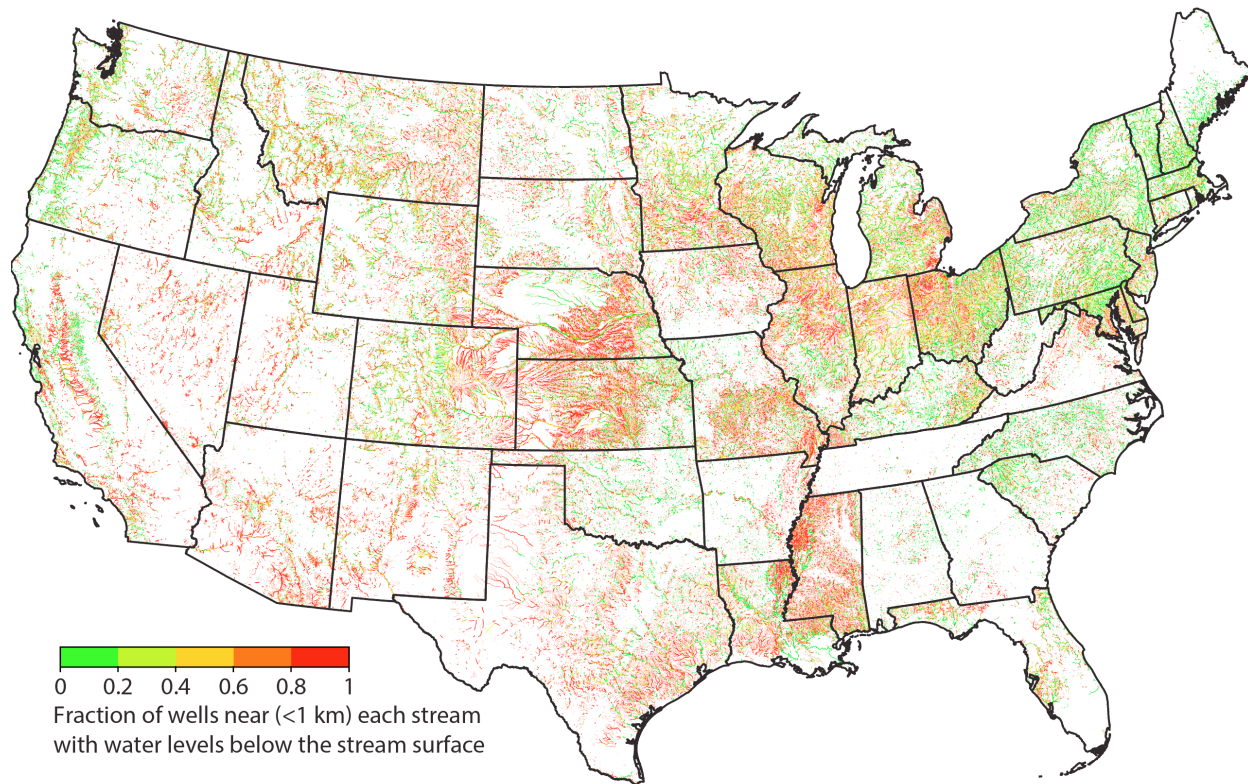 0 0.2 0.4 0.6 0.8 1
Fraction of wells near (<1 km) each stream
with water levels below the stream surface